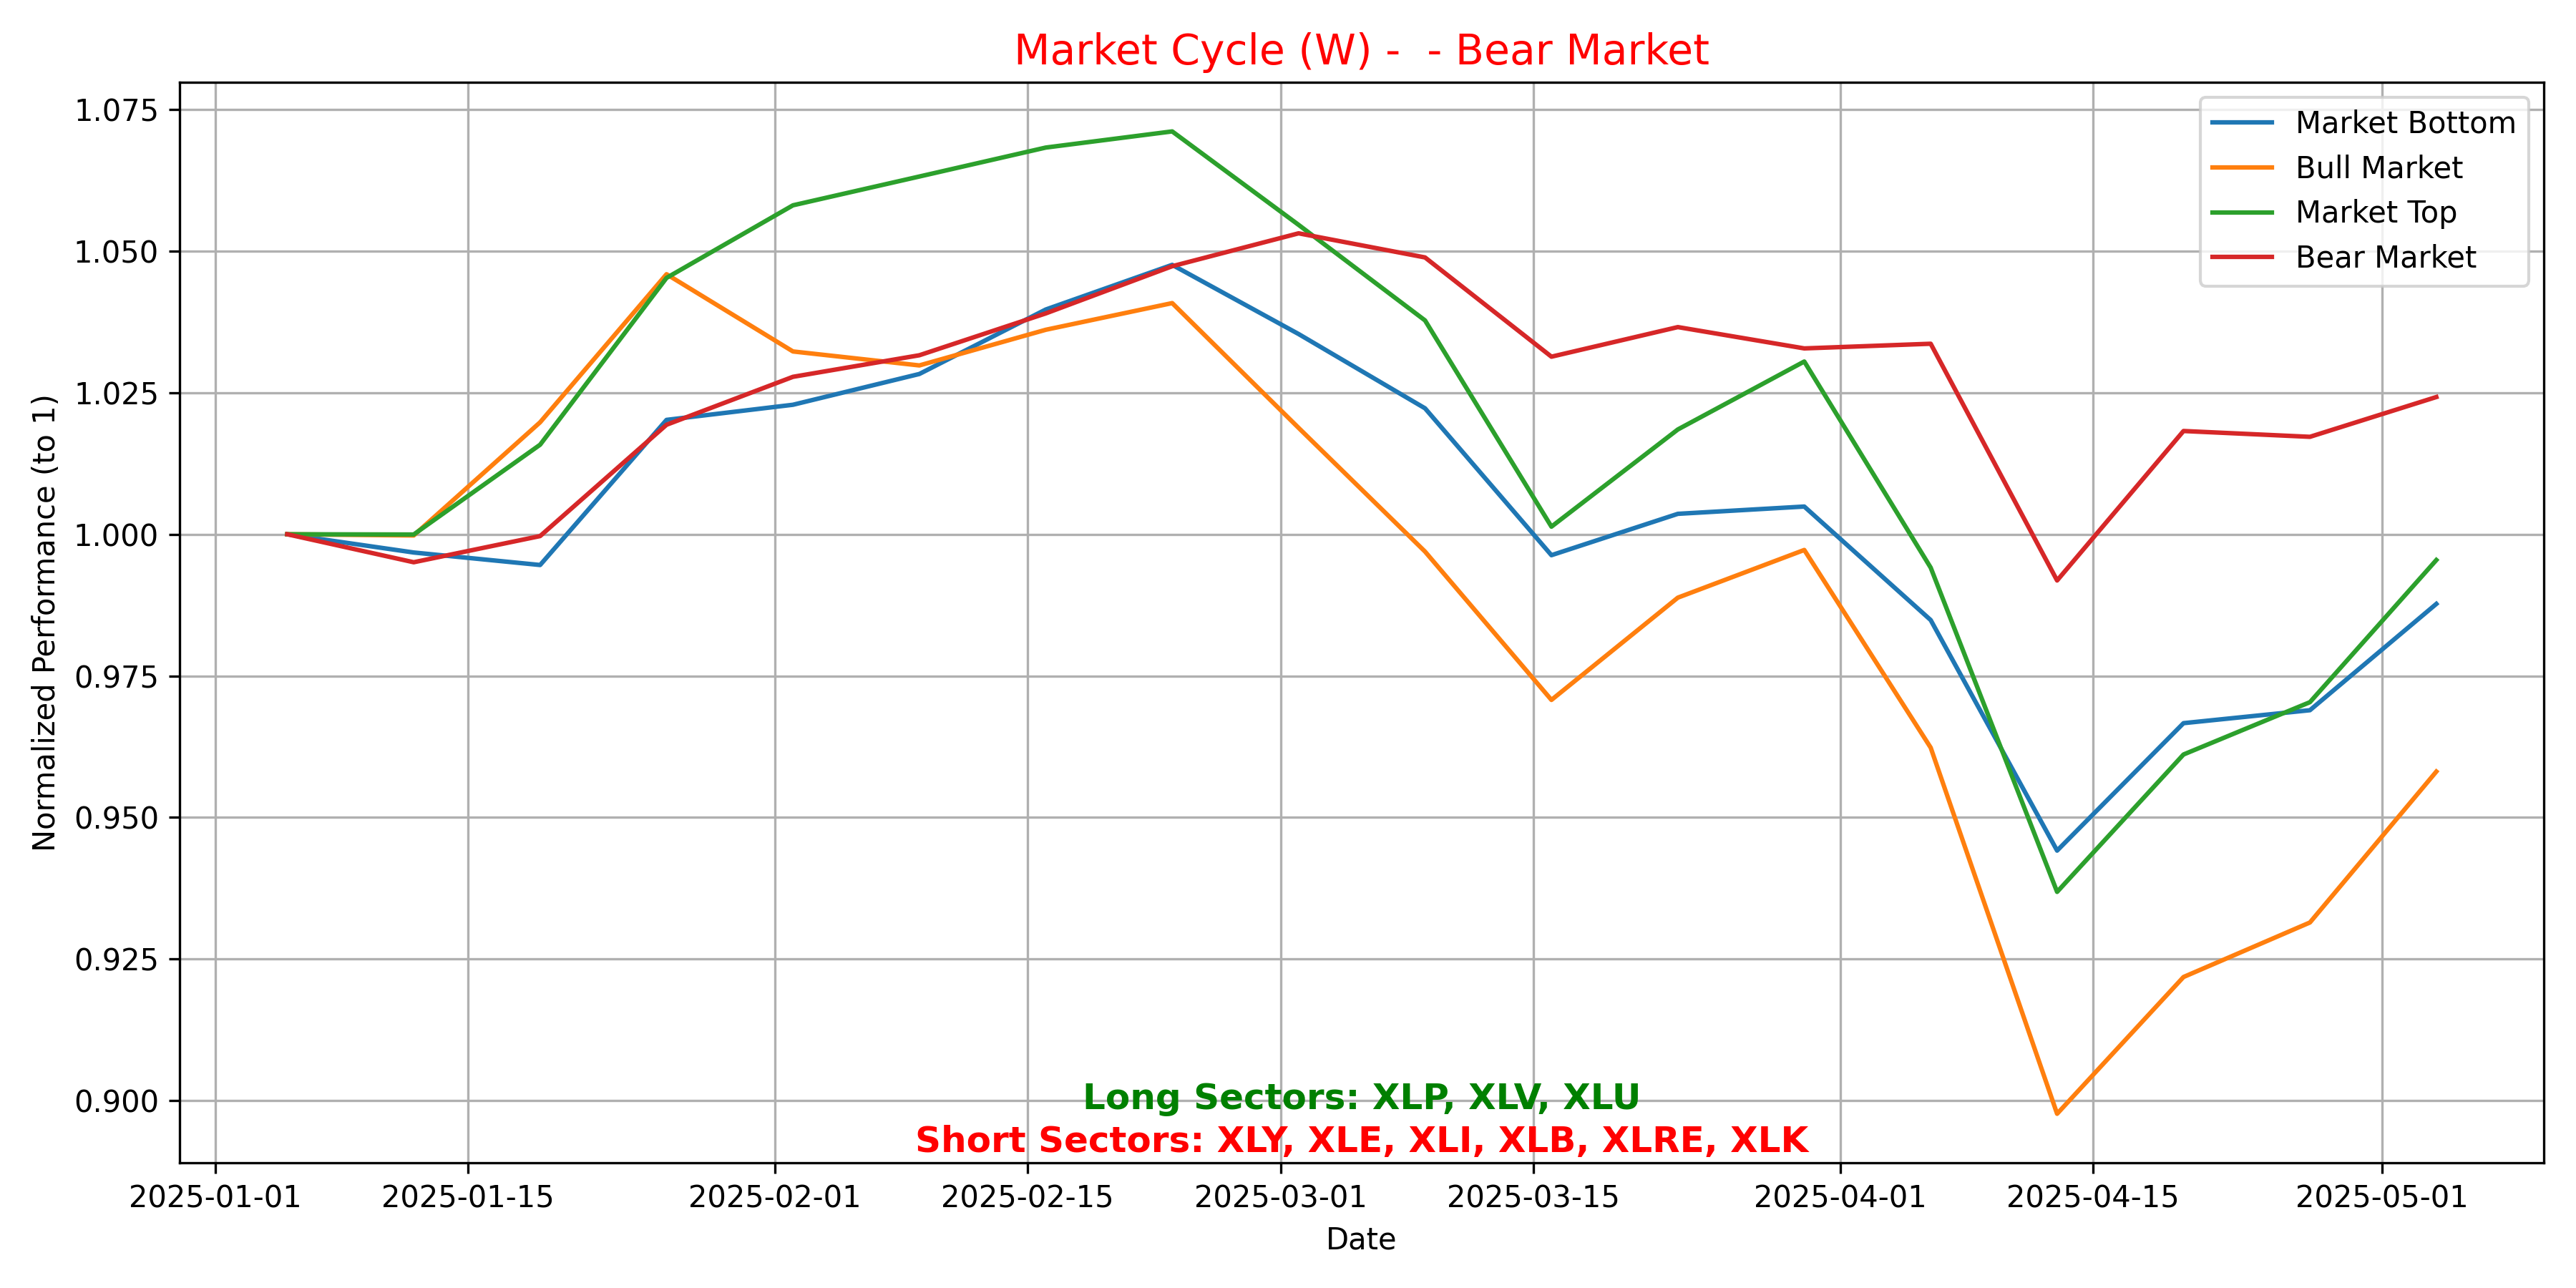 Market Cycle (W) -  - Bear Market
Normalized Performance (to 1)
1.075
1.050
1.025
1.000
0.975
0.950
0.925
0.900
Market Bottom
Bull Market
Market Top
Bear Market
Long Sectors: XLP, XLV, XLU
Short Sectors: XLY, XLE, XLI, XLB, XLRE, XLK
2025-01-01 2025-01-15 2025-02-01 2025-02-15 2025-03-01 2025-03-15 2025-04-01 2025-04-15 2025-05-01
Date